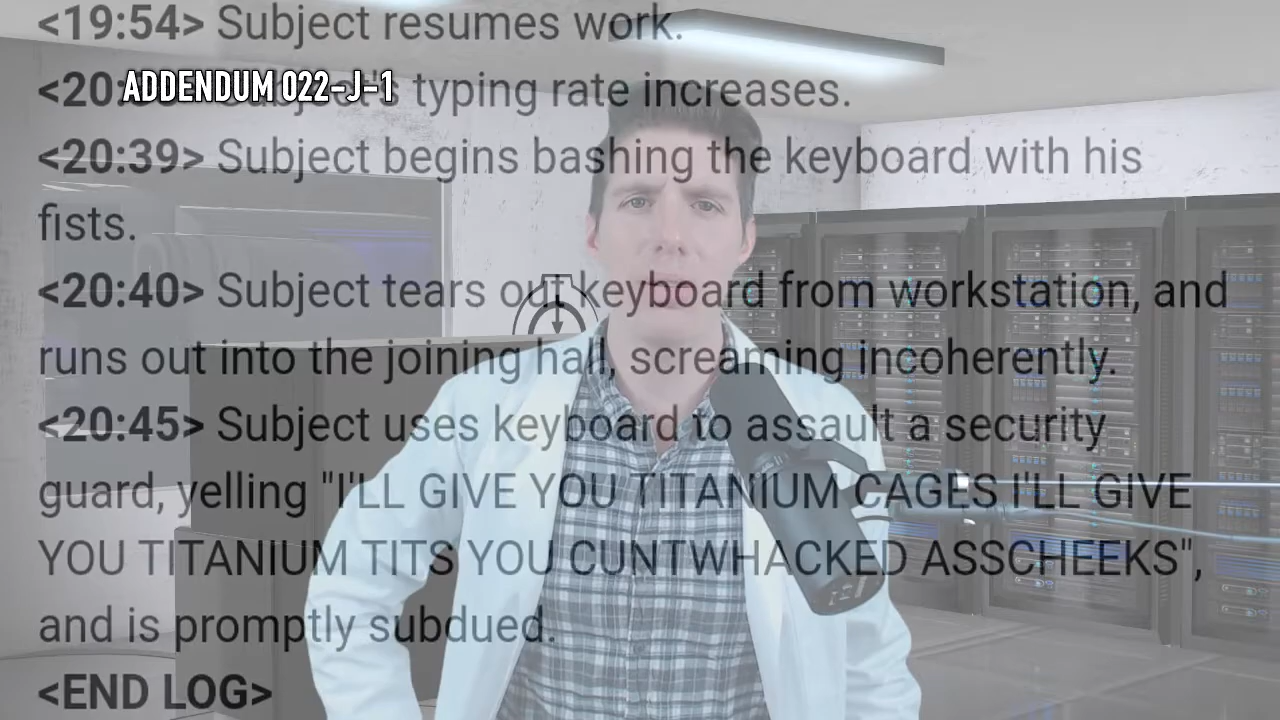 <19:54> Subject resumes work.
ADDENDUM 022-J-1
<20: typing rate increases.
<20:39> Subject begins bashing the keyboard with his
fists.
<20:40> Subject tears out keyboard from workstation, and
runs out into the joining hall, screaming incoherently.
<20:45> Subject uses keyboard to assault a security
guard, yelling "I'LL GIVE YOU TITANIUM CAGES I'LL GIVE
YOU TITANIUM TITS YOU CUNTWHACKED ASSCHEEKS",
and is promptly subdued.
<END LOG>